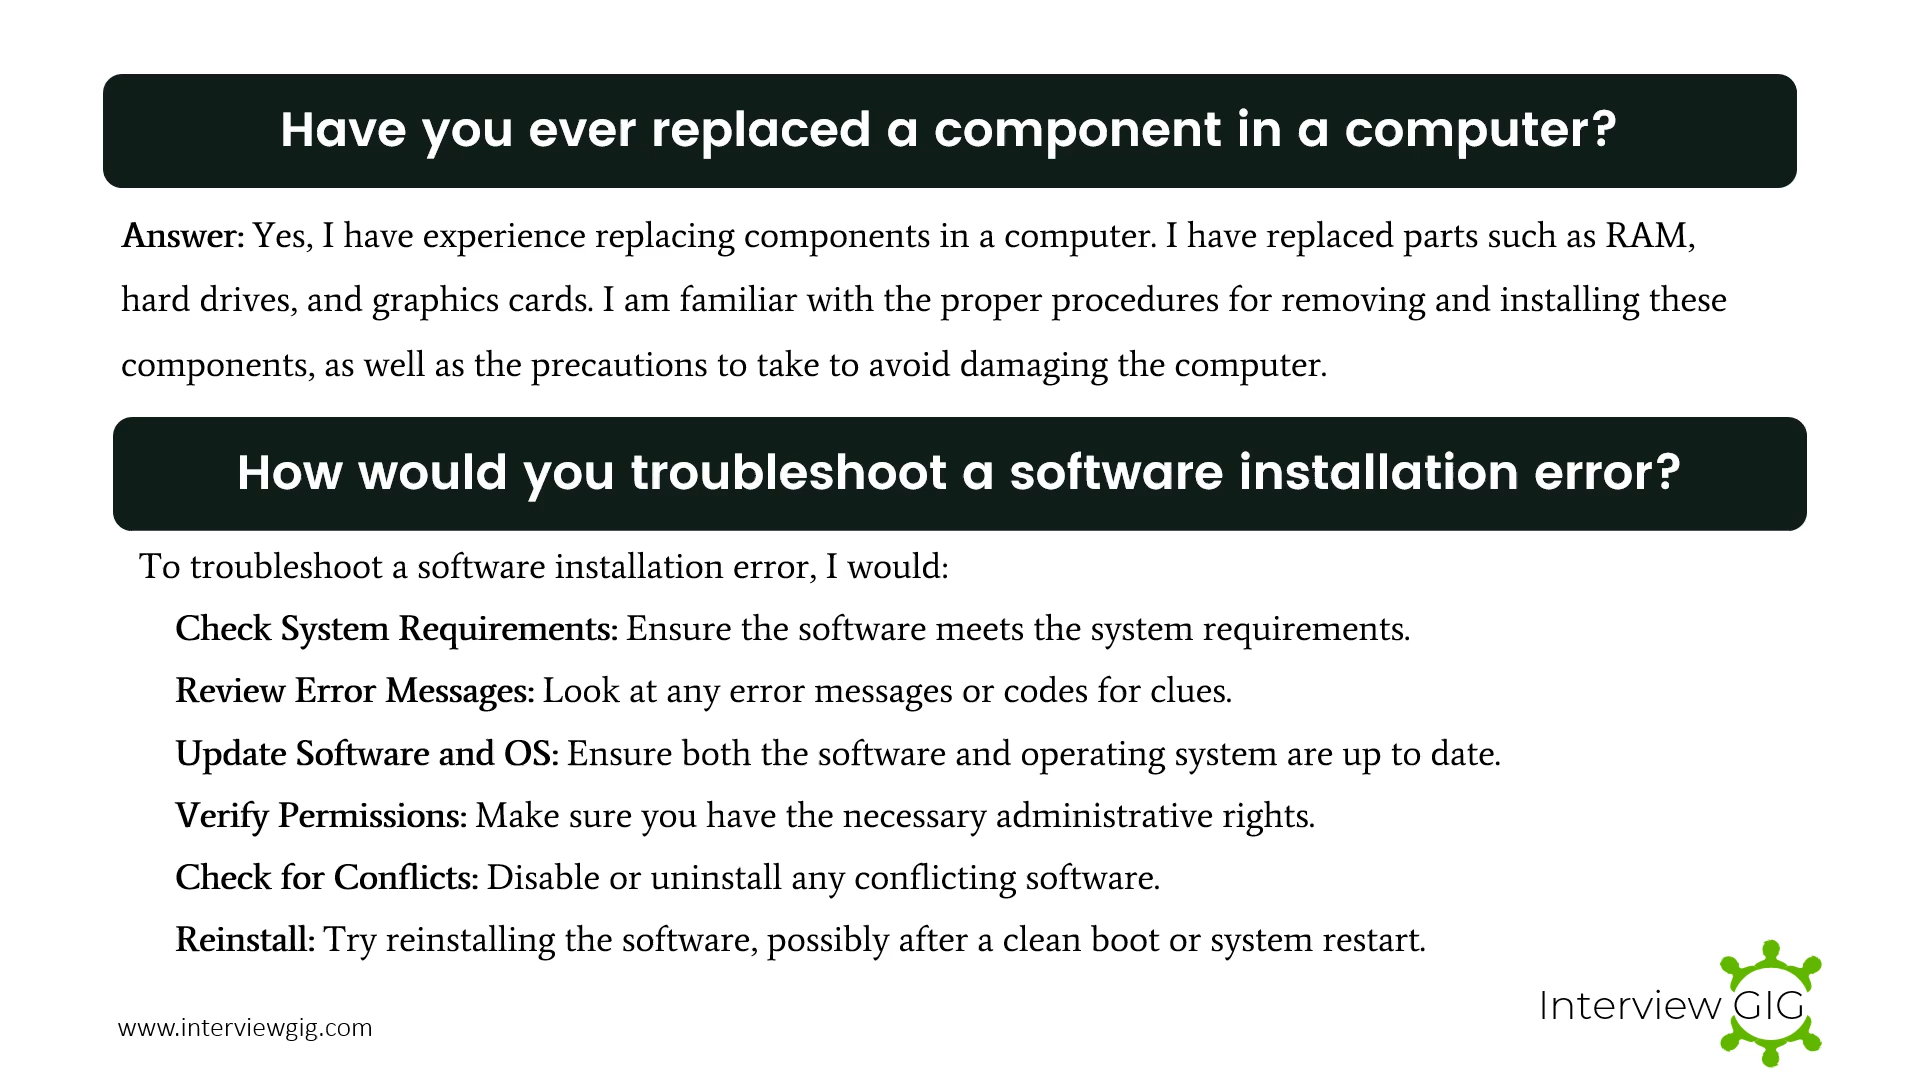 Have you ever replaced a component in a computer?
Answer: Yes, I have experience replacing components in a computer. I have replaced parts such as RAM,
hard drives, and graphics cards. I am familiar with the proper procedures for removing and installing these
components, as well as the precautions to take to avoid damaging the computer.
How would you troubleshoot a software installation error?
To troubleshoot a software installation error, I would:
Check System Requirements: Ensure the software meets the system requirements.
Review Error Messages: Look at any error messages or codes for clues.
Update Software and OS: Ensure both the software and operating system are up to date.
Verify Permissions: Make sure you have the necessary administrative rights.
Check for Conflicts: Disable or uninstall any conflicting software.
Reinstall: Try reinstalling the software, possibly after a clean boot or system restart.
Interview GIG
www.interviewgig.com